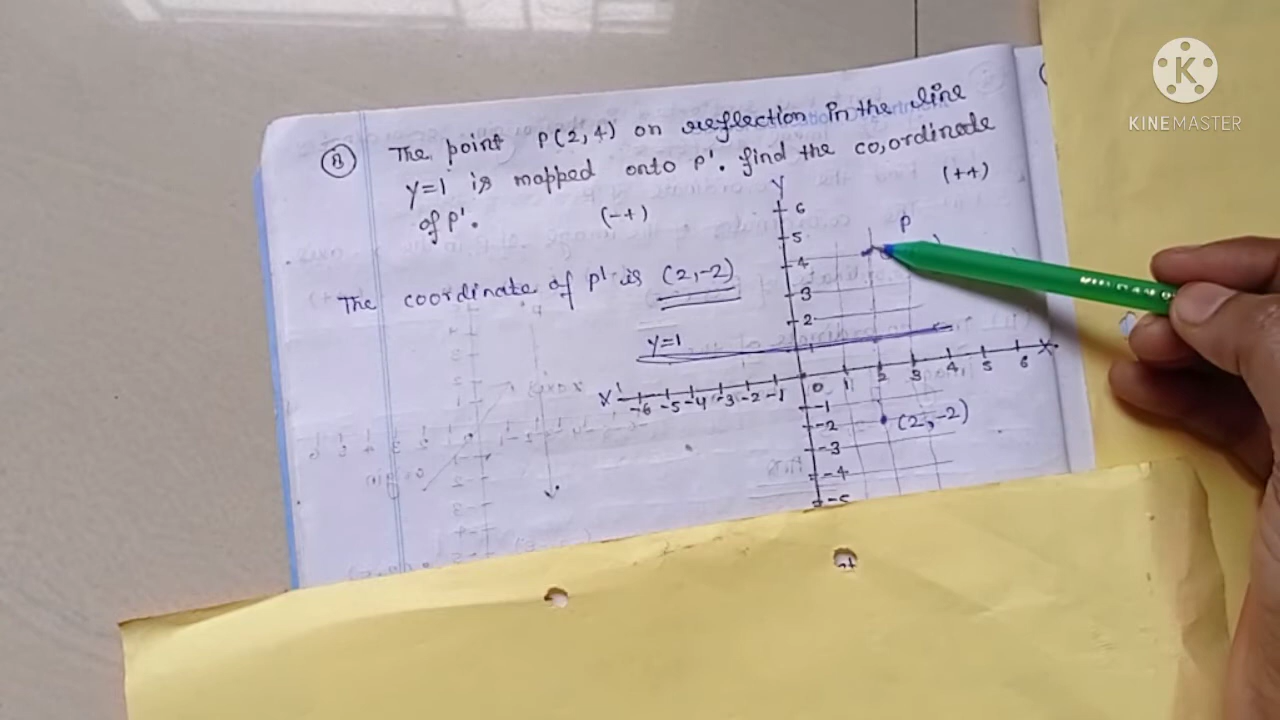 K
KINEMASTER
(B) The point P(2,4) on reflection in the line
y=1 is mapped onto P'. find the co,ordinede
of P'. (-+) (++)
The coordinate of P' is (2,-2)
y=1
Y
6
5
4
3
2
P
X' -6 -5 -4 -3 -2 -1 0 1 2 3 4 5 6 X
-1
-2 (2,-2)
-3
-4
-5